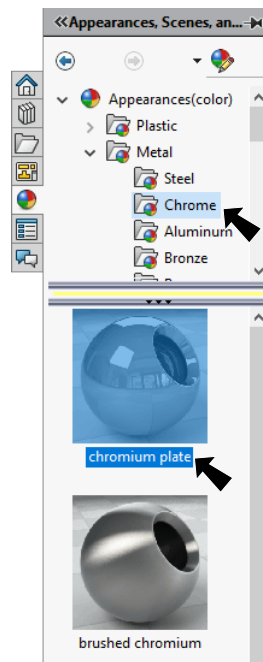 Appearances, Scenes, an...
Appearances(color)
Plastic
Metal
Steel
Chrome
Aluminum
Bronze
chromium plate
brushed chromium